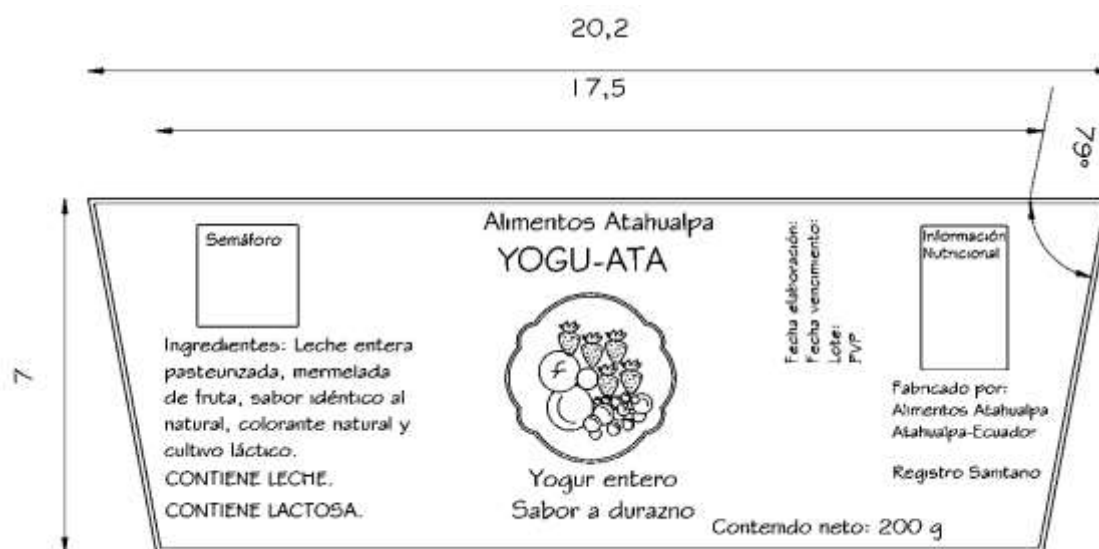 20,2
17,5
79°
7
Semáforo
Ingredientes: Leche entera
pasteurizada, mermelada
de fruta, sabor idéntico al
natural, colorante natural y
cultivo láctico.
CONTIENE LECHE.
CONTIENE LACTOSA.
Alimentos Atahualpa
YOGU-ATA
f
Yogur entero
Sabor a durazno
Contenido neto: 200 g
Fecha elaboración:
Fecha vencimiento:
Lote:
PVP
Información
Nutricional
Fabricado por:
Alimentos Atahualpa
Atahualpa-Ecuador
Registro Sanitario